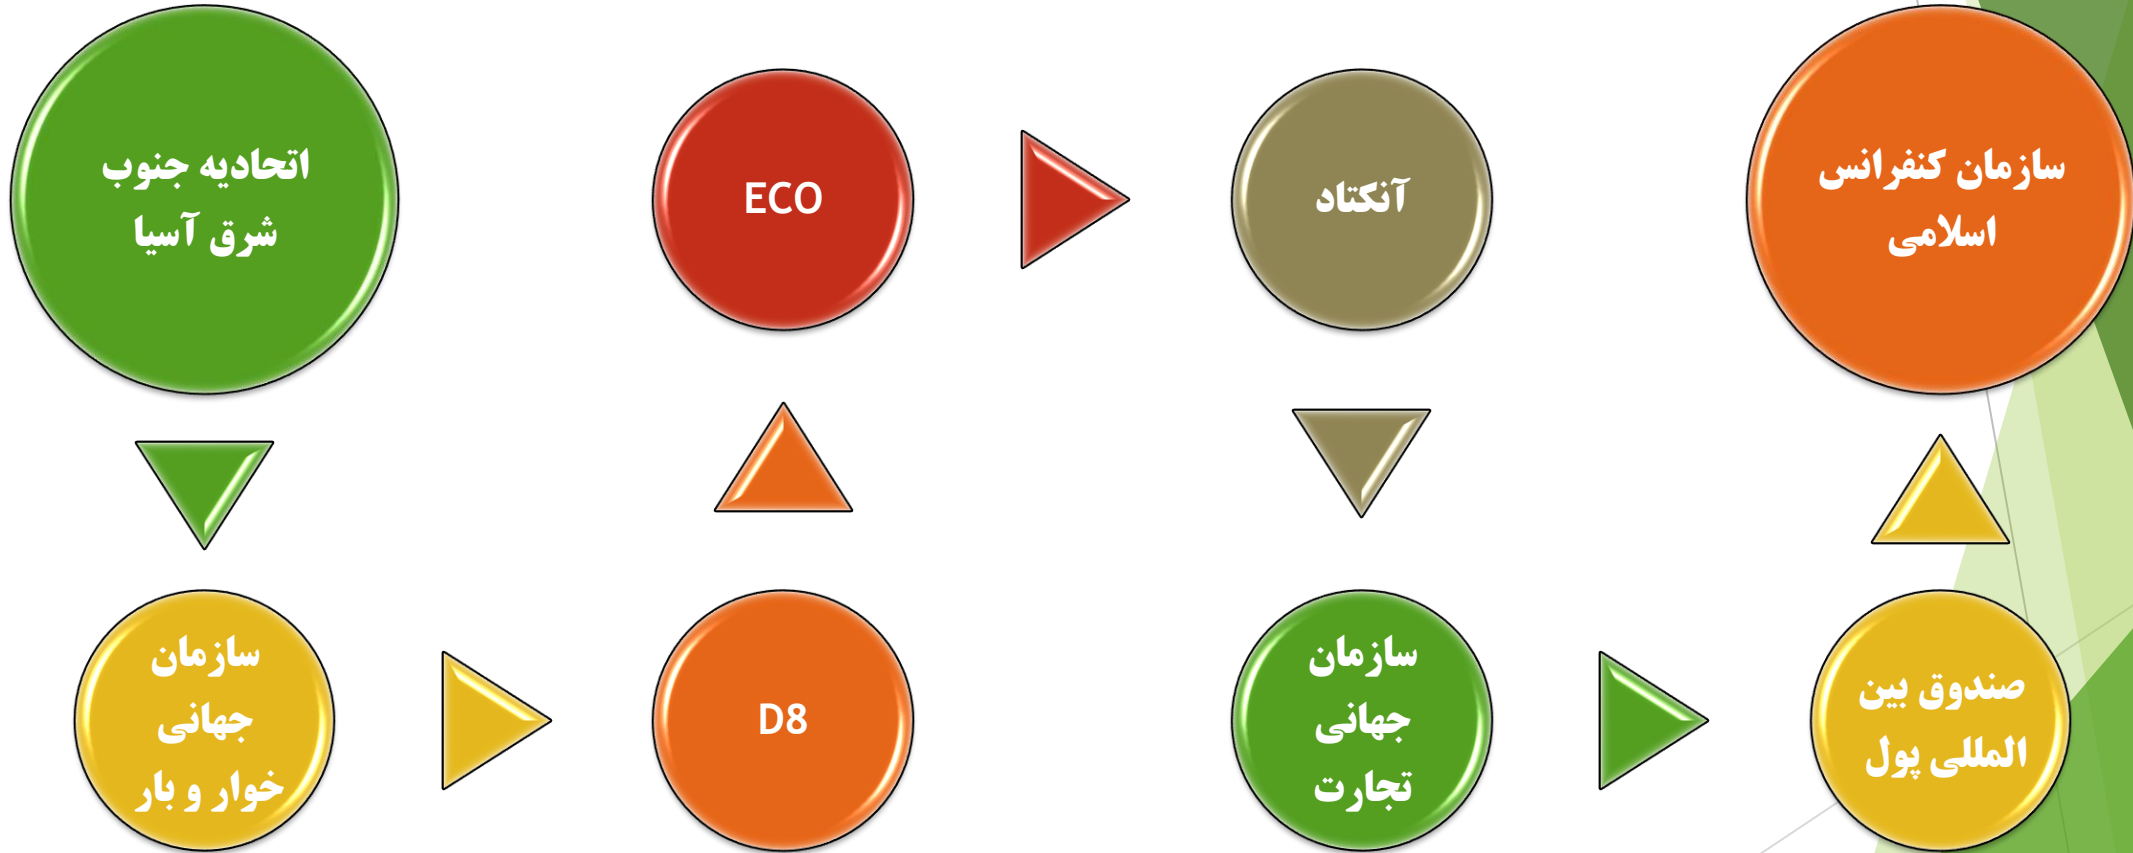 اتحادیه جنوب
شرق آسیا
سازمان
جهانی
خوار و بار
D8
ECO
آنکتاد
سازمان
جهانی
تجارت
صندوق بین
المللی پول
سازمان کنفرانس
اسلامی